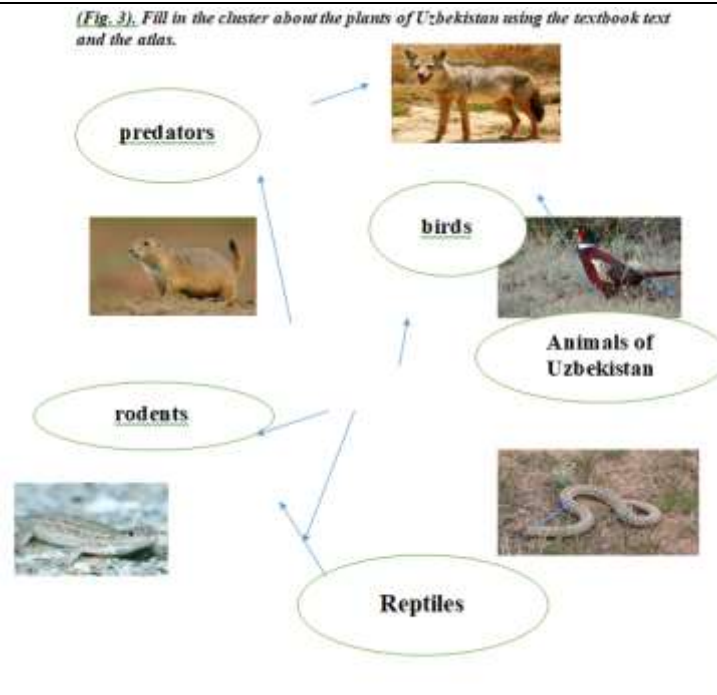 (Fig. 3). Fill in the cluster about the plants of Uzbekistan using the textbook text
and the atlas.
predators
birds
Animals of
Uzbekistan
rodents
Reptiles